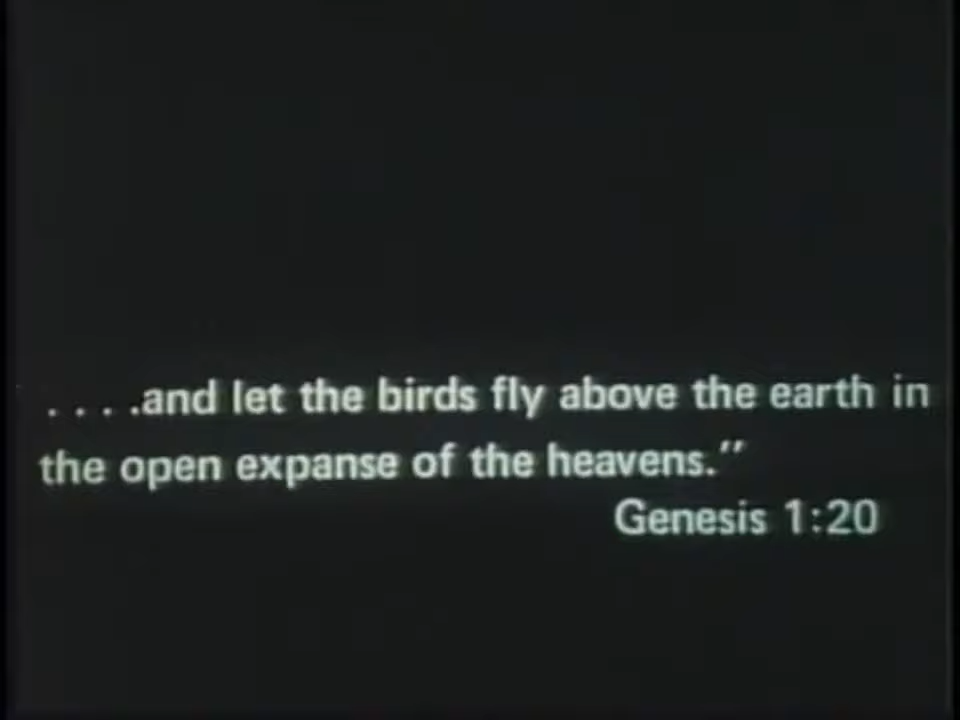 . . . .and let the birds fly above the earth in
the open expanse of the heavens."
Genesis 1:20